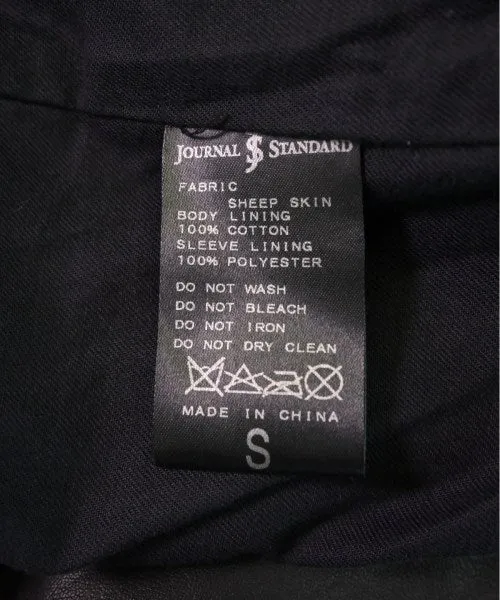 JOURNAL JS STANDARD
FABRIC
SHEEP SKIN
BODY LINING
100% COTTON
SLEEVE LINING
100% POLYESTER
DO NOT WASH
DO NOT BLEACH
DO NOT IRON
DO NOT DRY CLEAN
MADE IN CHINA
S